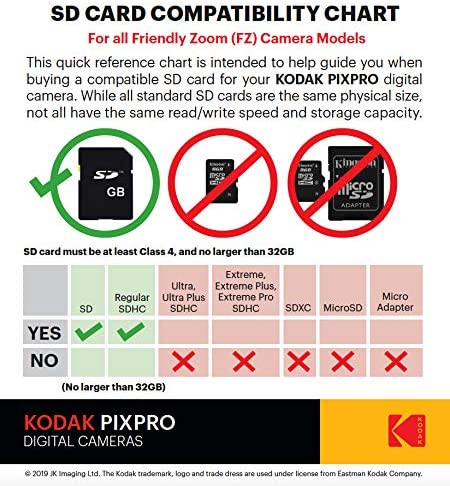 SD CARD COMPATIBILITY CHART
For all Friendly Zoom (FZ) Camera Models
This quick reference chart is intended to help guide you when
buying a compatible SD card for your KODAK PIXPRO digital
camera. While all standard SD cards are the same physical size,
not all have the same read/write speed and storage capacity.
SD
GB
Kingston
8GB
micro
SD
HC
Kingston
8GB
Kingston
micro
SD
ADAPTER
SD card must be at least Class 4, and no larger than 32GB
SD
Regular
SDHC
Ultra,
Ultra Plus
SDHC
Extreme,
Extreme Plus,
Extreme Pro
SDHC
SDXC
MicroSD
Micro
Adapter
YES
NO
(No larger than 32GB)
KODAK PIXPRO
DIGITAL CAMERAS
KODAK
© 2019 JK Imaging Ltd. The Kodak trademark, logo and trade dress are used under license from Eastman Kodak Company.